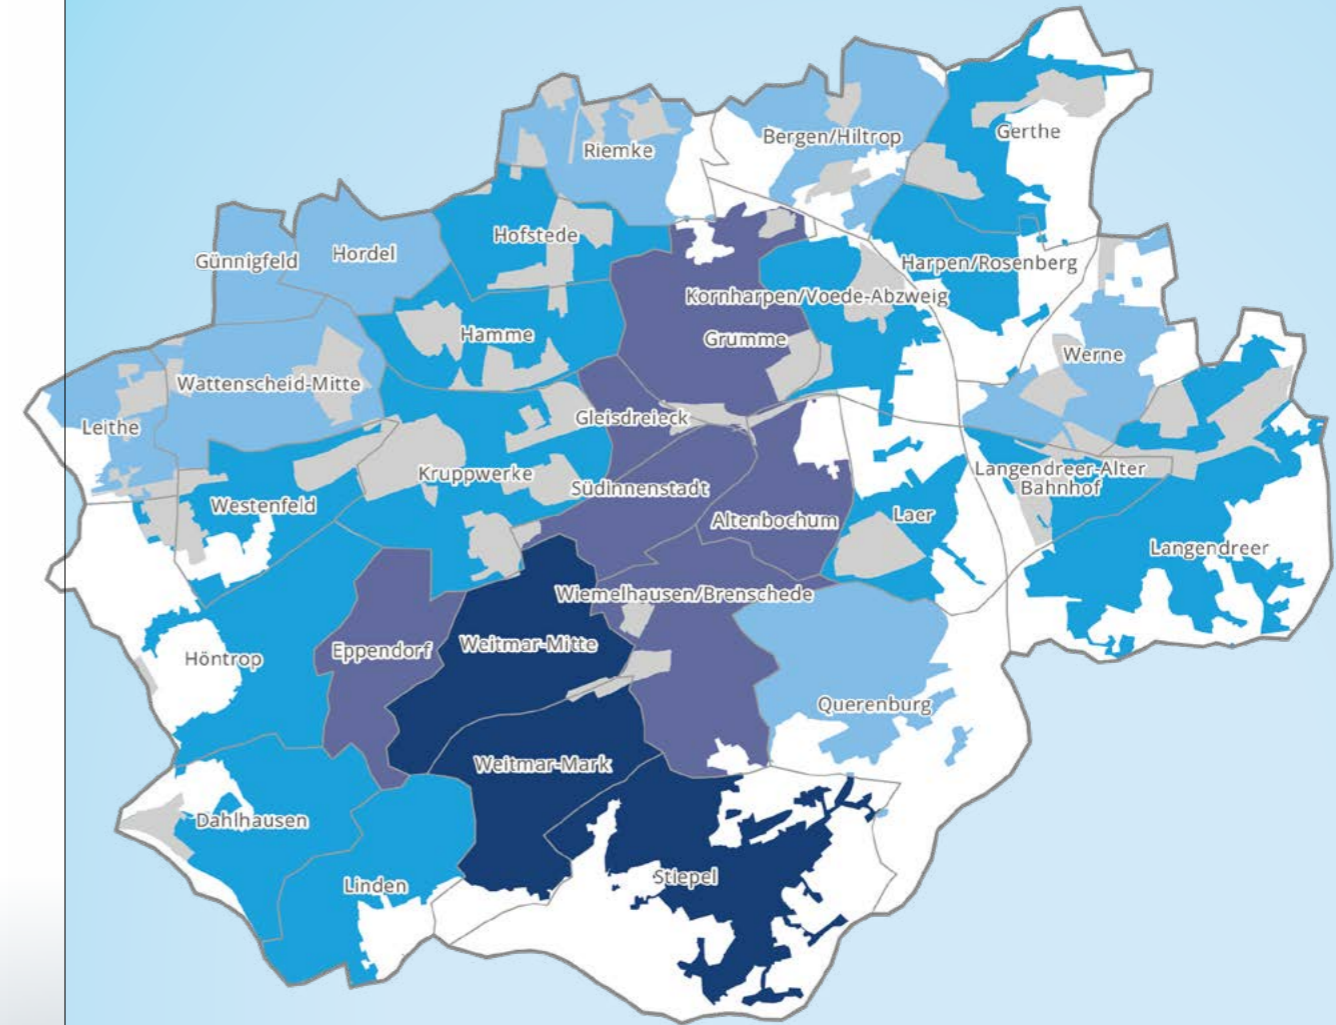 Gerthe
Bergen/Hiltrop
Riemke
Hofstede
Hordel
Günnigfeld
Harpen/Rosenberg
Kornharpen/Voede-Abzweig
Hamme
Grumme
Werne
Wattenscheid-Mitte
Leithe
Gleisdreieck
Kruppwerke
Langendreer-Alter
Bahnhof
SüdInnenstadt
Westenfeld
Altenbochum
Laer
Langendreer
Wiemelhausen/Brenschede
Weitmar-Mitte
Eppendorf
Höntrop
Querenburg
Weitmar-Mark
Dahlhausen
Stiepel
Linden